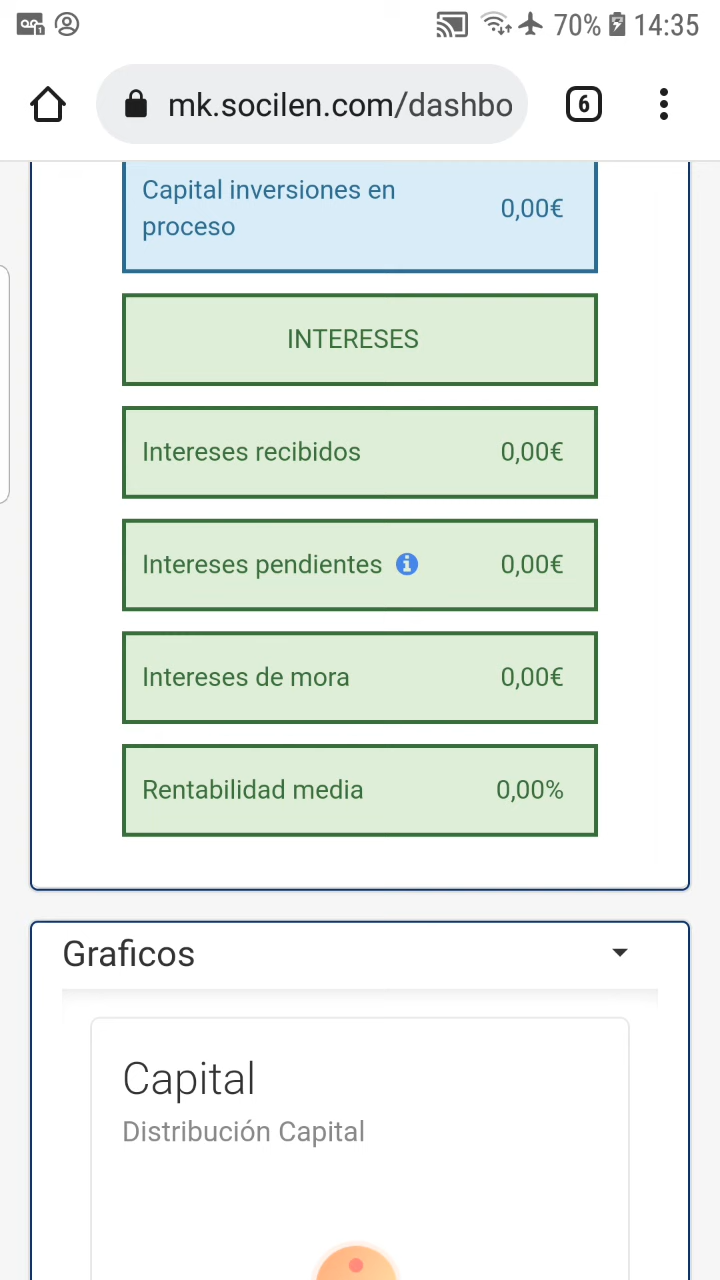 70% 14:35
mk.socilen.com/dashbo
6
Capital inversiones en
proceso
0,00€
INTERESES
Intereses recibidos 0,00€
Intereses pendientes 0,00€
Intereses de mora 0,00€
Rentabilidad media 0,00%
Graficos
Capital
Distribución Capital